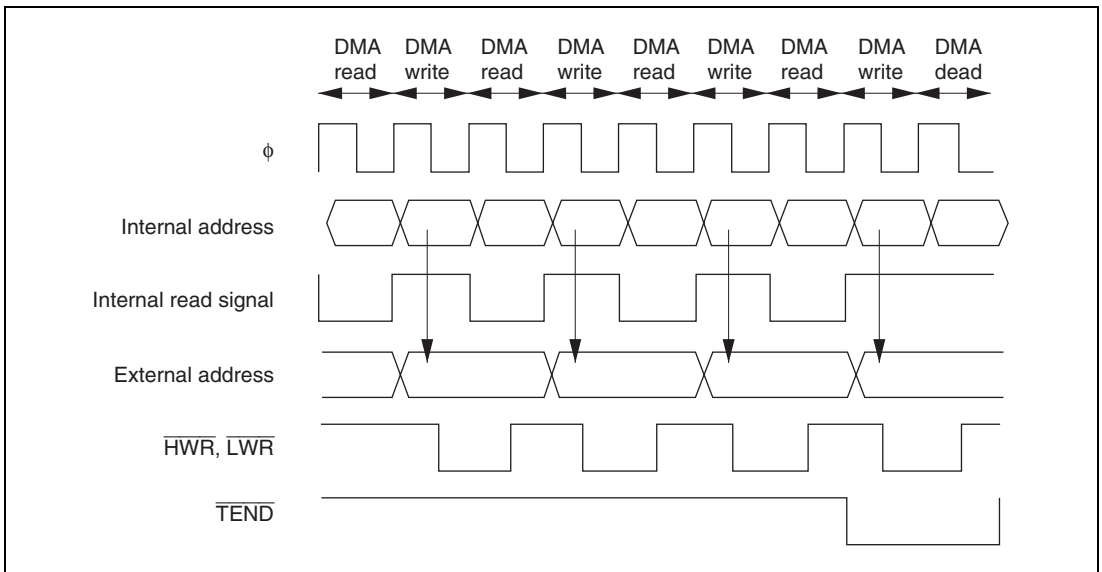 DMA DMA DMA DMA DMA DMA DMA DMA DMA
read write read write read write read write dead
φ
Internal address
Internal read signal
External address
HWR, LWR
TEND